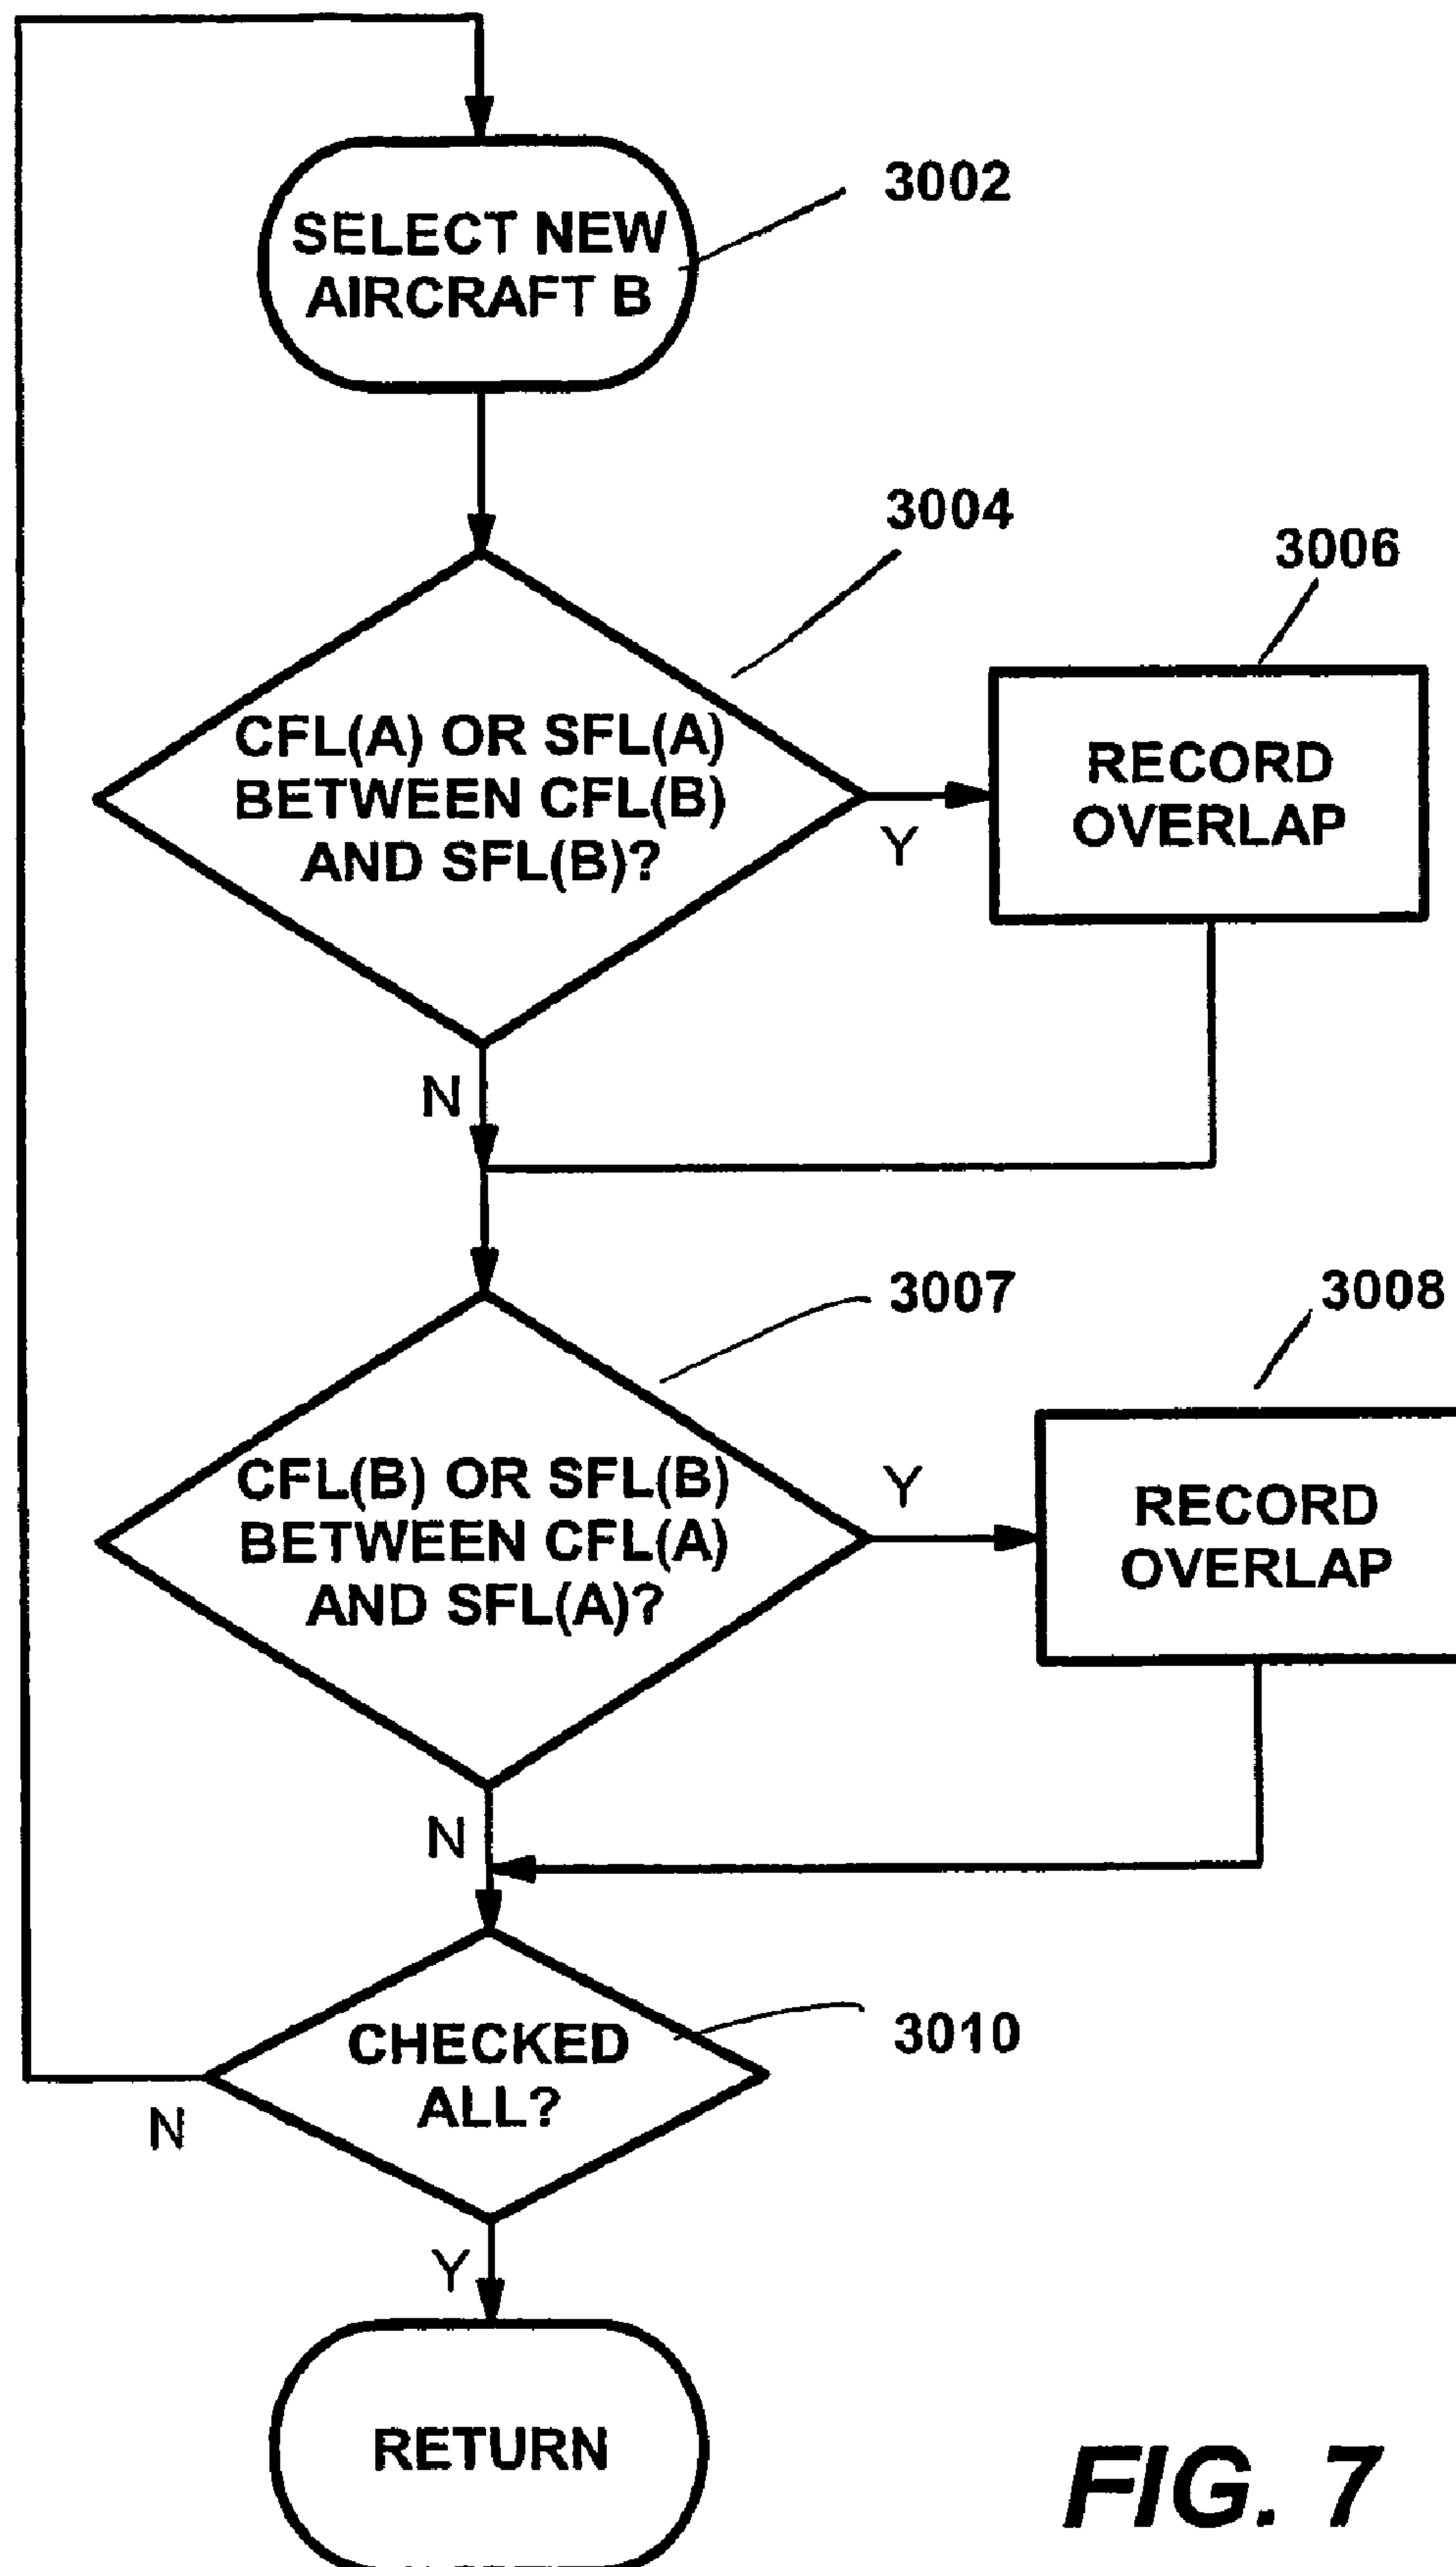 SELECT NEW
AIRCRAFT B
3002
3004
CFL(A) OR SFL(A)
BETWEEN CFL(B)
AND SFL(B)?
Y
3006
RECORD
OVERLAP
N
3007
CFL(B) OR SFL(B)
BETWEEN CFL(A)
AND SFL(A)?
Y
3008
RECORD
OVERLAP
N
CHECKED
ALL?
3010
N
Y
RETURN
FIG. 7